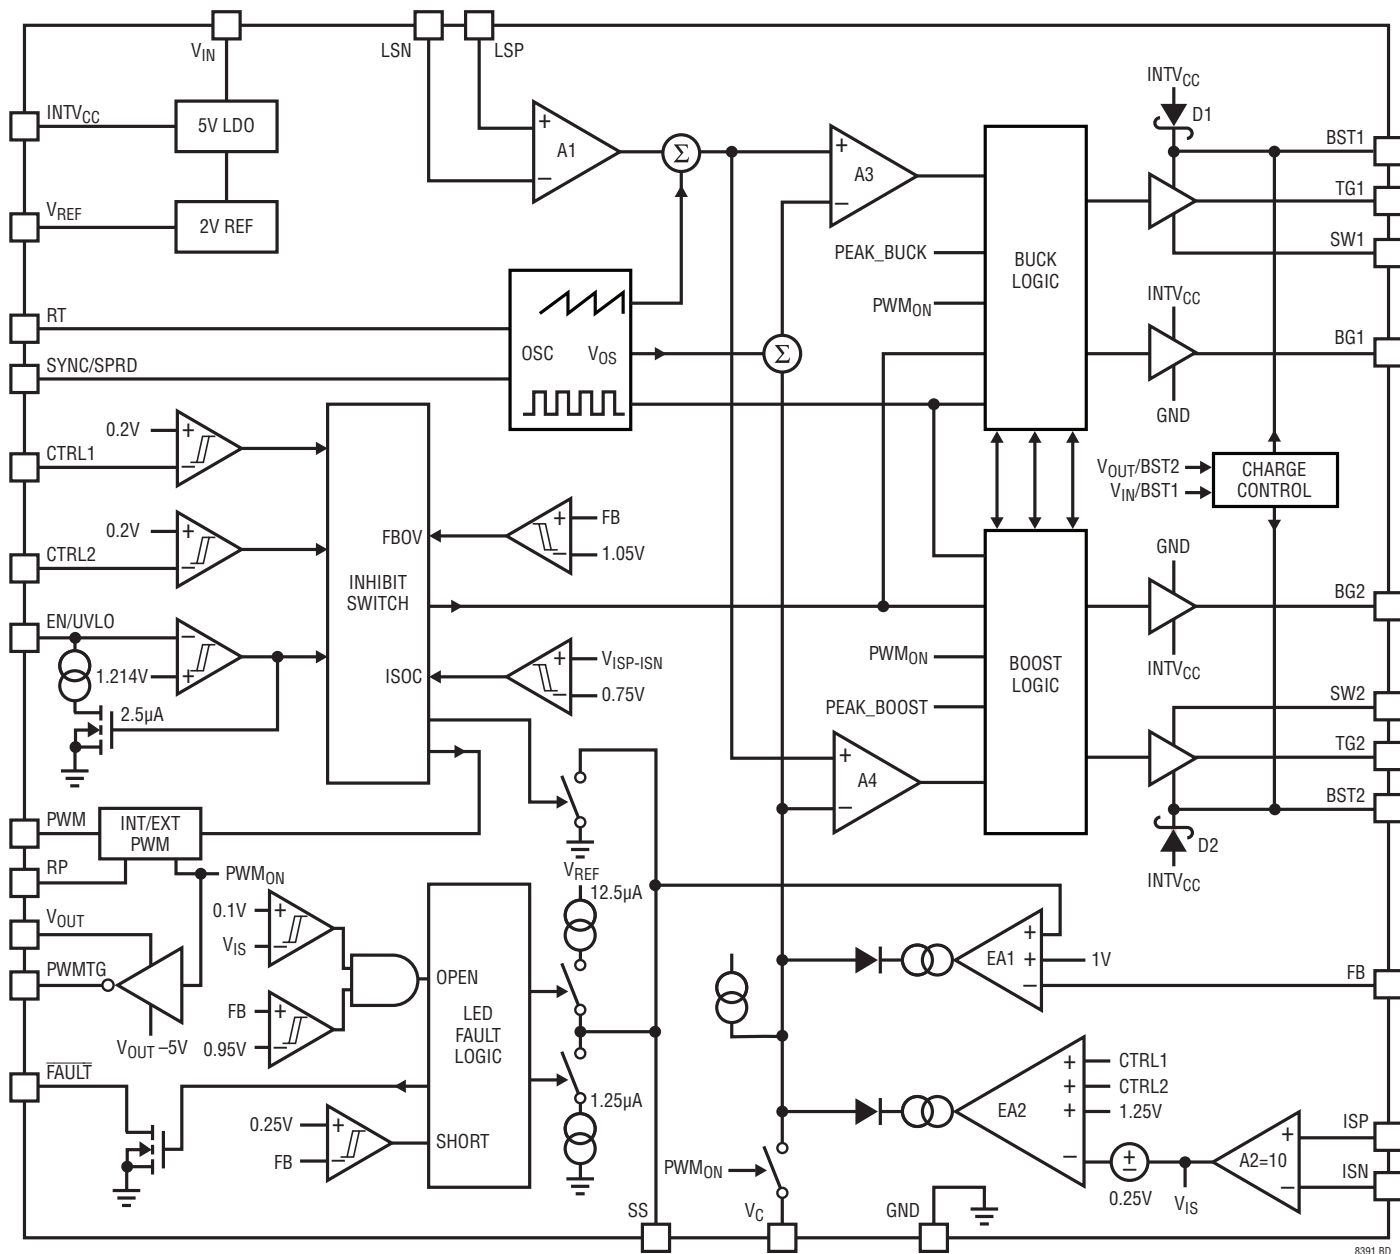 VIN
LSN
LSP
INTVCC
5V LDO
VREF
2V REF
+
A1
−
Σ
+
A3
−
INTVCC
D1
BST1
TG1
SW1
PEAK_BUCK
BUCK
LOGIC
PWMON
INTVCC
BG1
GND
RT
SYNC/SPRD
OSC
VOS
Σ
0.2V
+
−
CTRL1
0.2V
+
−
CTRL2
EN/UVLO
−
1.214V
+
2.5µA
INHIBIT
SWITCH
FBOV
+
FB
−
1.05V
ISOC
+
VISP-ISN
−
0.75V
VOUT/BST2
VIN/BST1
CHARGE
CONTROL
GND
BG2
INTVCC
PWMON
BOOST
LOGIC
PEAK_BOOST
SW2
+
A4
−
TG2
BST2
D2
INTVCC
PWM
INT/EXT
PWM
RP
PWMON
VOUT
PWMTG
VOUT –5V
0.1V
+
VIS
−
FB
+
0.95V
−
OPEN
LED
FAULT
LOGIC
SHORT
VREF
12.5µA
1.25µA
FAULT
0.25V
+
FB
−
EA1
+
+
−
1V
FB
EA2
+
CTRL1
+
CTRL2
+
1.25V
−
+
−
0.25V
VIS
A2=10
+
−
ISP
ISN
PWMON
SS
VC
GND
8391 BD